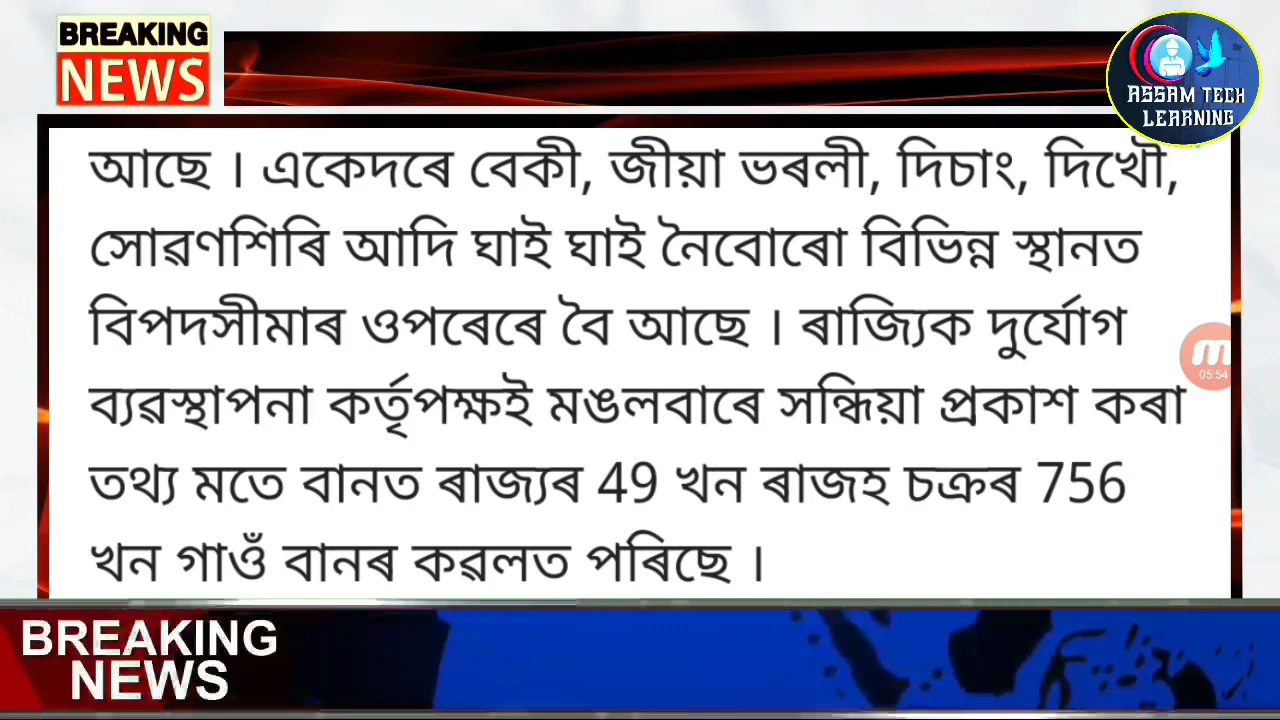 BREAKING
NEWS
ASSAM TECH
LEARNING
আছে । একেদৰে বেকী, জীয়া ভৰলী, দিচাং, দিখৌ,
সোৱণশিৰি আদি ঘাই ঘাই নৈবোৰো বিভিন্ন স্থানত
বিপদসীমাৰ ওপৰেৰে বৈ আছে । ৰাজ্যিক দুৰ্যোগ
ব্যৱস্থাপনা কৰ্তৃপক্ষই মঙলবাৰে সন্ধিয়া প্ৰকাশ কৰা
তথ্য মতে বানত ৰাজ্যৰ 49 খন ৰাজহ চক্ৰৰ 756
খন গাওঁ বানৰ কৱলত পৰিছে ।
05:54
BREAKING
NEWS